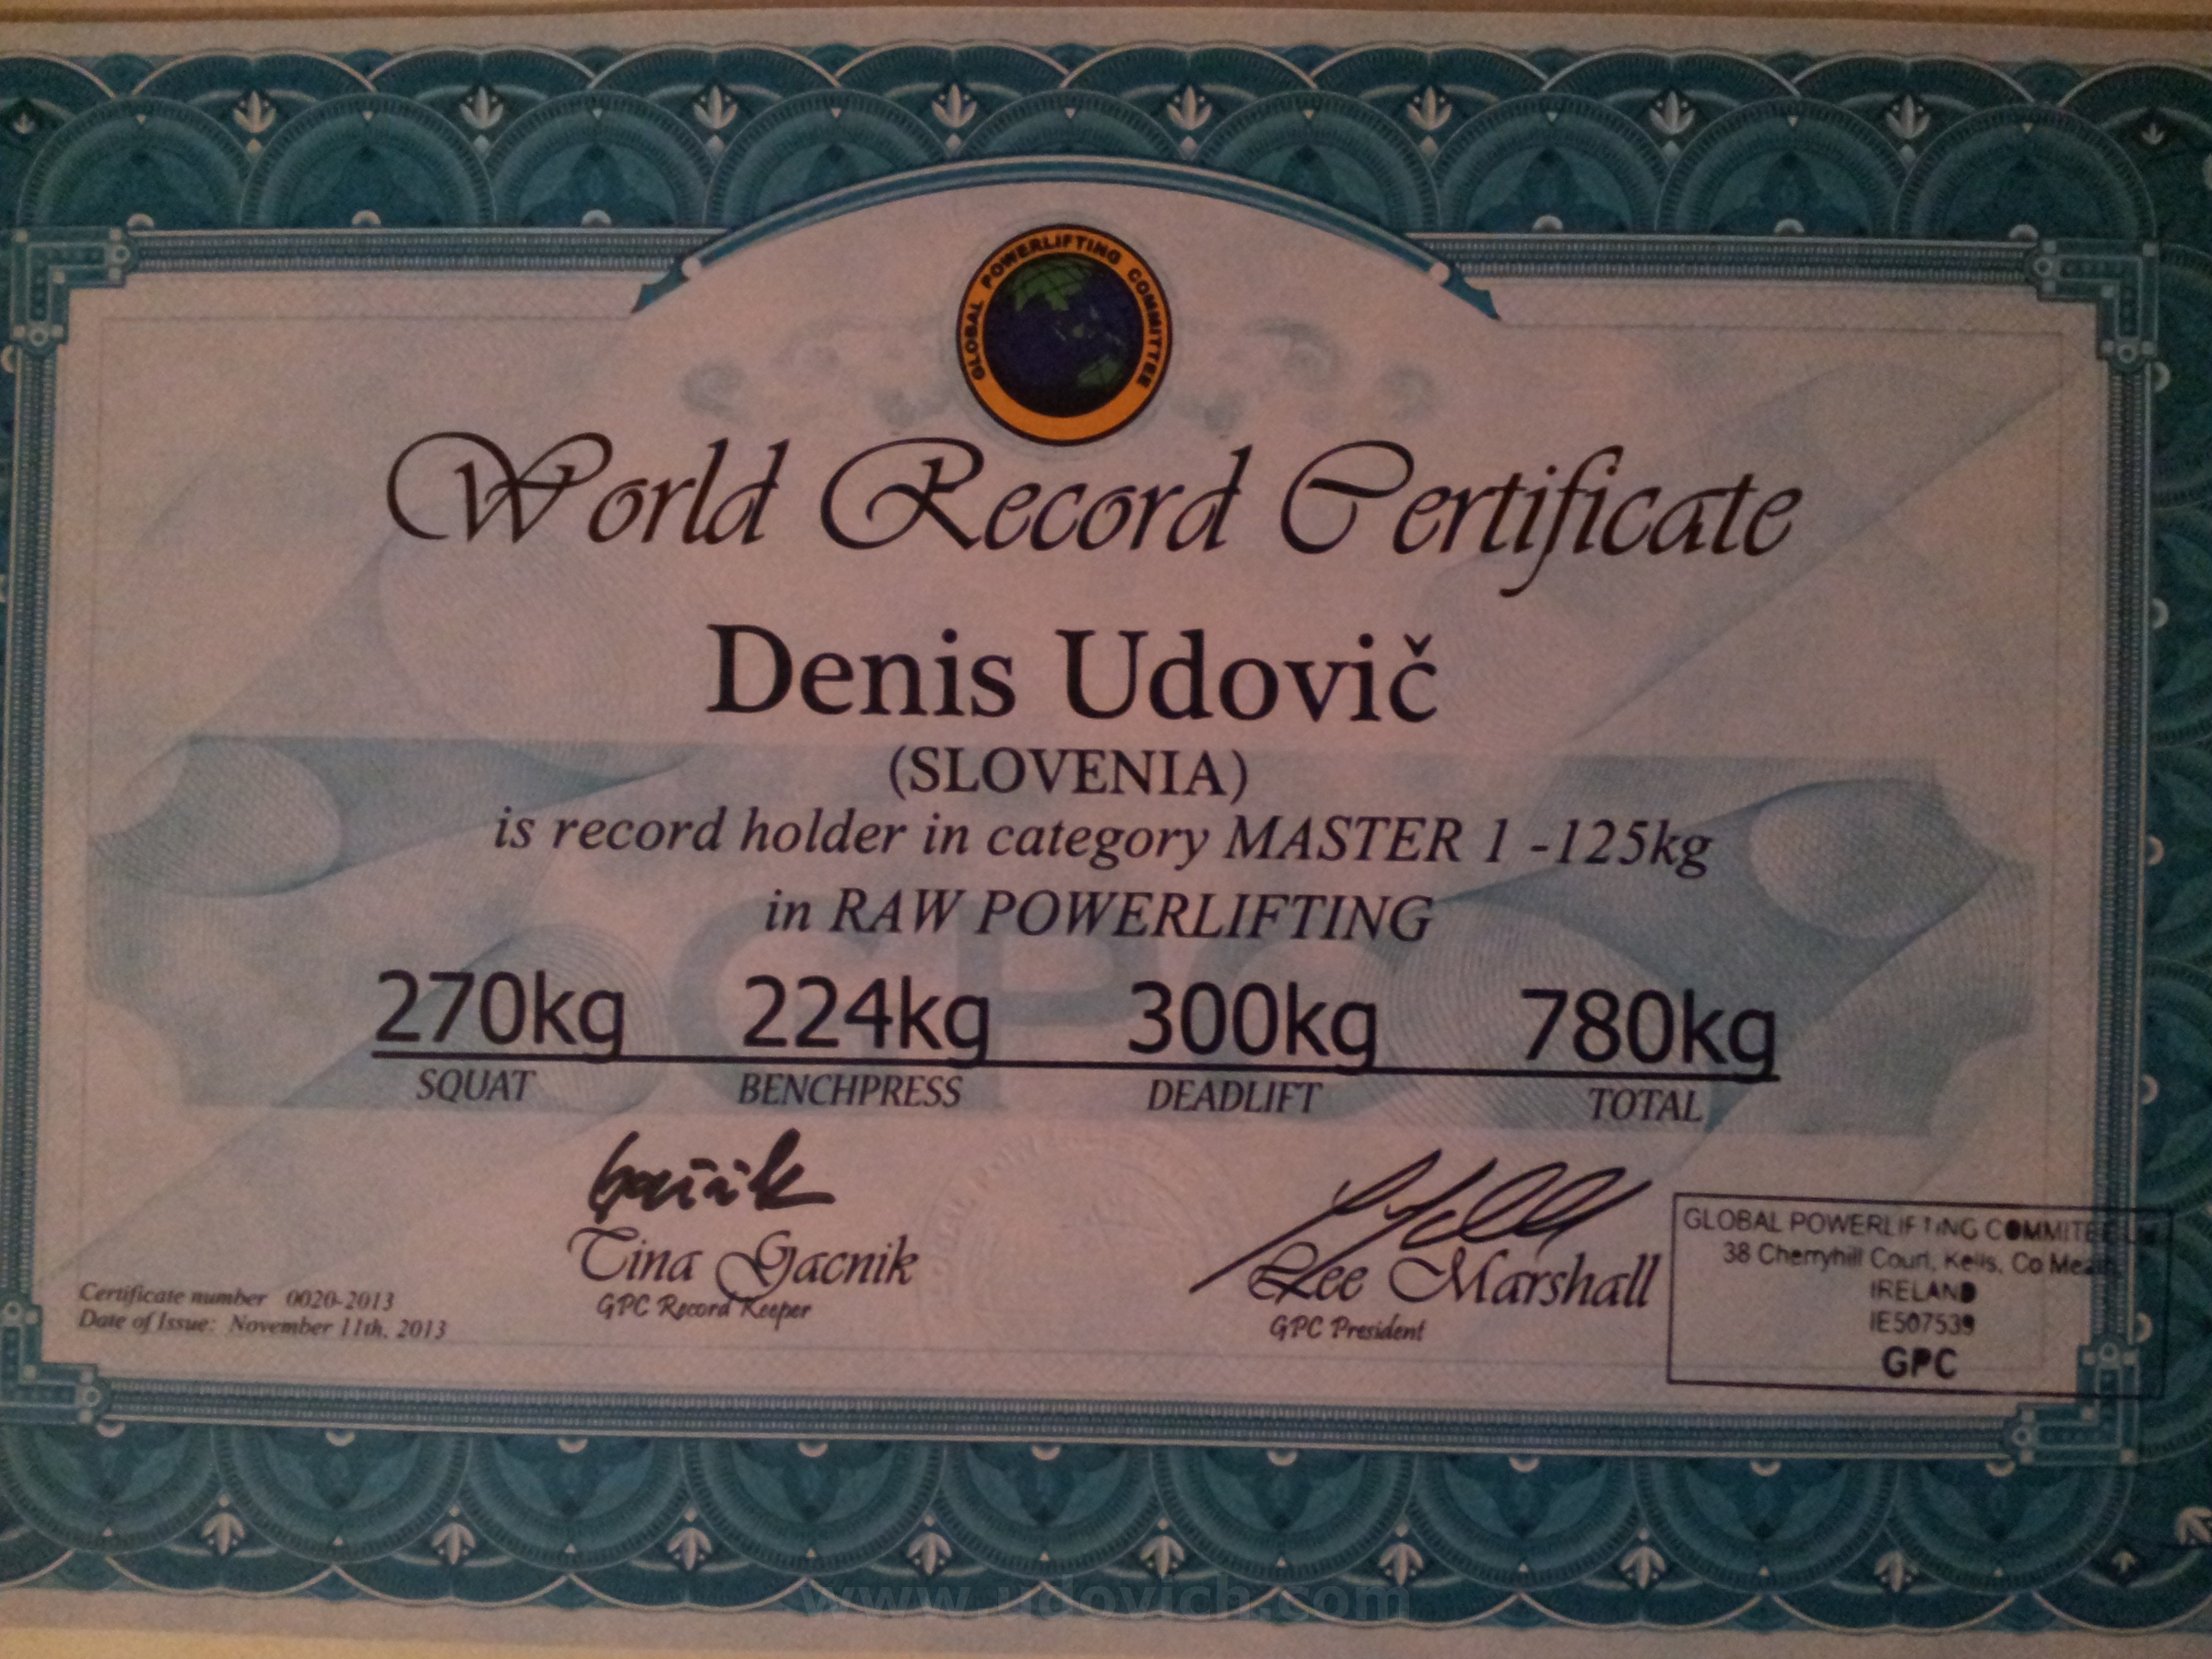 GLOBAL POWERLIFTING COMMITTEE
World Record Certificate
Denis Udovič
(SLOVENIA)
is record holder in category MASTER 1 -125kg
in RAW POWERLIFTING
270kg 224kg 300kg 780kg
SQUAT BENCHPRESS DEADLIFT TOTAL
Tina Gacnik
GPC Record Keeper
Lee Marshall
GPC President
Certificate number 0020-2013
Date of Issue: November 11th, 2013
GLOBAL POWERLIFTING COMMITEE
38 Cherryhill Court, Kells, Co Meath
IRELAND
IE507539
GPC
www.udovich.com